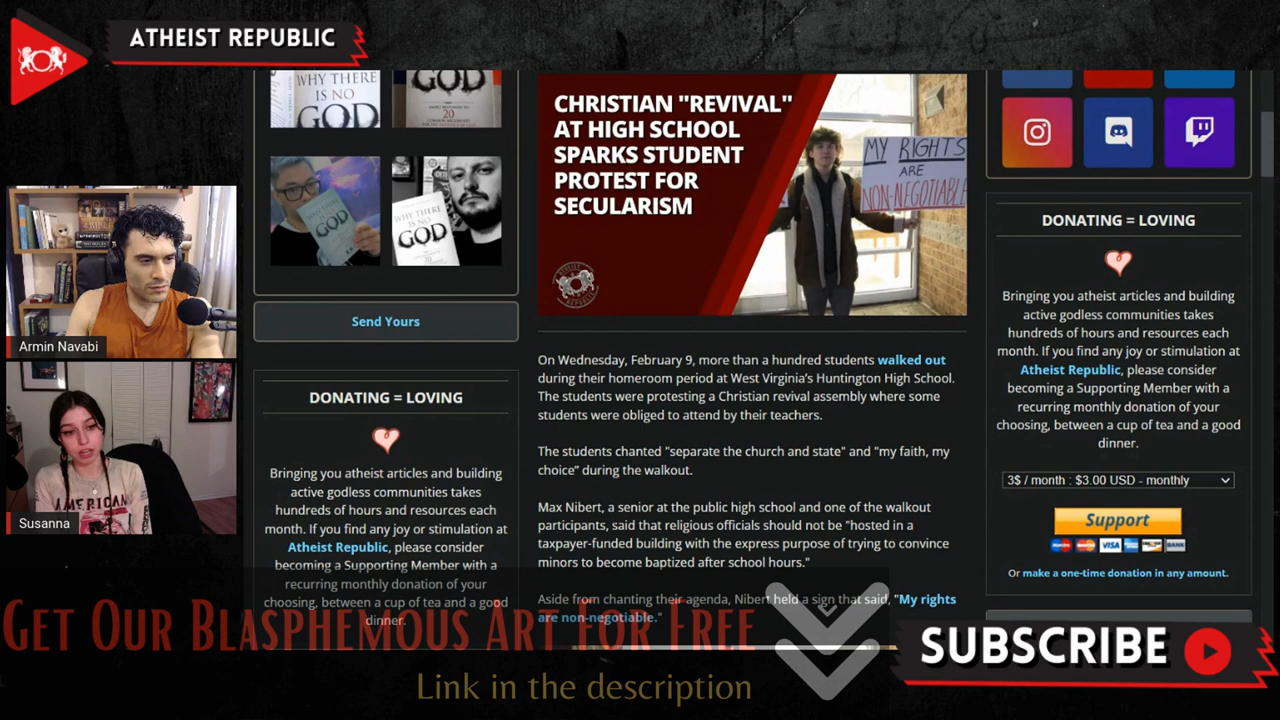 ATHEIST REPUBLIC
WHY THERE
IS NO
GOD
GOD
20
GOD
WHY THERE
IS NO
GOD
Send Yours
DONATING = LOVING
Bringing you atheist articles and building
active godless communities takes
hundreds of hours and resources each
month. If you find any joy or stimulation at
Atheist Republic, please consider
becoming a Supporting Member with a
recurring monthly donation of your
choosing, between a cup of tea and a good
dinner.
CHRISTIAN "REVIVAL"
AT HIGH SCHOOL
SPARKS STUDENT
PROTEST FOR
SECULARISM
MY RIGHTS
ARE
NON-NEGOTIABLE
On Wednesday, February 9, more than a hundred students walked out
during their homeroom period at West Virginia's Huntington High School.
The students were protesting a Christian revival assembly where some
students were obliged to attend by their teachers.
The students chanted "separate the church and state" and "my faith, my
choice" during the walkout.
Max Nibert, a senior at the public high school and one of the walkout
participants, said that religious officials should not be "hosted in a
taxpayer-funded building with the express purpose of trying to convince
minors to become baptized after school hours."
Aside from chanting their agenda, Nibert held a sign that said, "My rights
are non-negotiable."
DONATING = LOVING
Bringing you atheist articles and building
active godless communities takes
hundreds of hours and resources each
month. If you find any joy or stimulation at
Atheist Republic, please consider
becoming a Supporting Member with a
recurring monthly donation of your
choosing, between a cup of tea and a good
dinner.
3$ / month : $3.00 USD - monthly
Support
VISA
BANK
Or make a one-time donation in any amount.
Armin Navabi
AMERICAN
Susanna
Get Our Blasphemous Art For Free
Link in the description
SUBSCRIBE